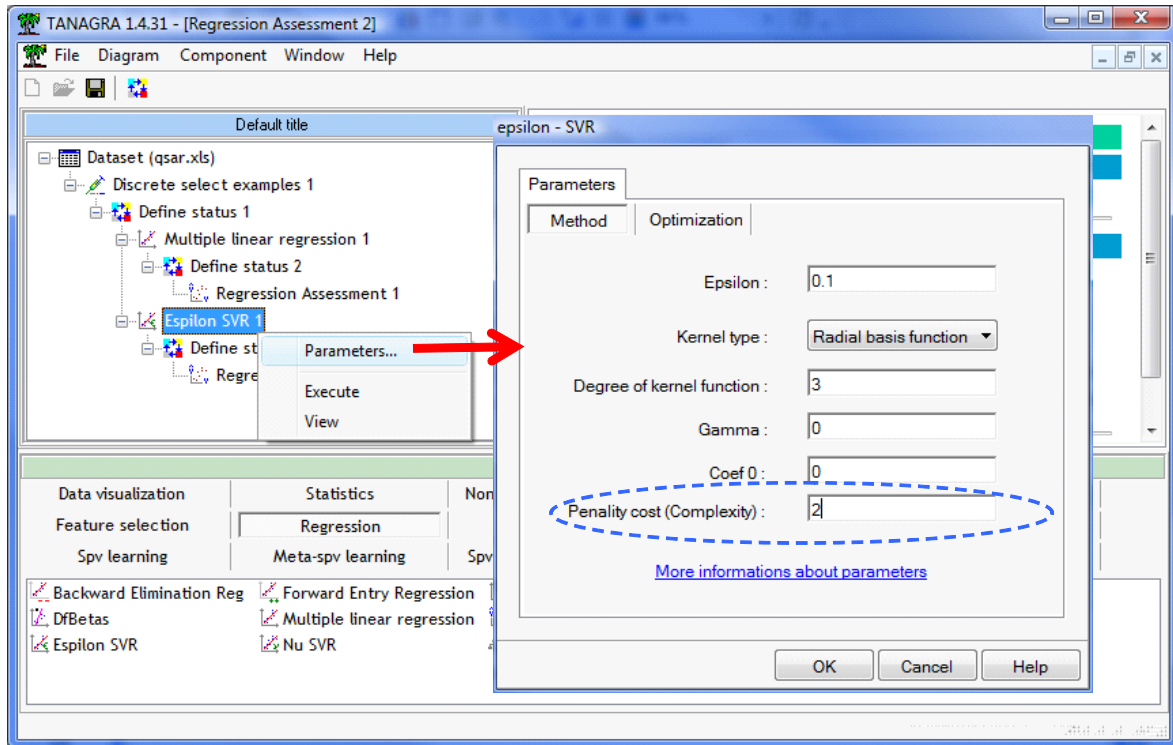 TANAGRA 1.4.31 - [Regression Assessment 2]
File Diagram Component Window Help
Default title
Dataset (qsar.xls)
Discrete select examples 1
Define status 1
Multiple linear regression 1
Define status 2
Regression Assessment 1
Espilon SVR 1
Define st
Regre
Parameters...
Execute
View
epsilon - SVR
Parameters
Method Optimization
Epsilon : 0.1
Kernel type : Radial basis function
Degree of kernel function : 3
Gamma : 0
Coef 0 : 0
Penality cost (Complexity) : 2
More informations about parameters
OK Cancel Help
Data visualization Statistics Non
Feature selection Regression
Spv learning Meta-spv learning Spv
Backward Elimination Reg Forward Entry Regression
DfBetas Multiple linear regression
Espilon SVR Nu SVR